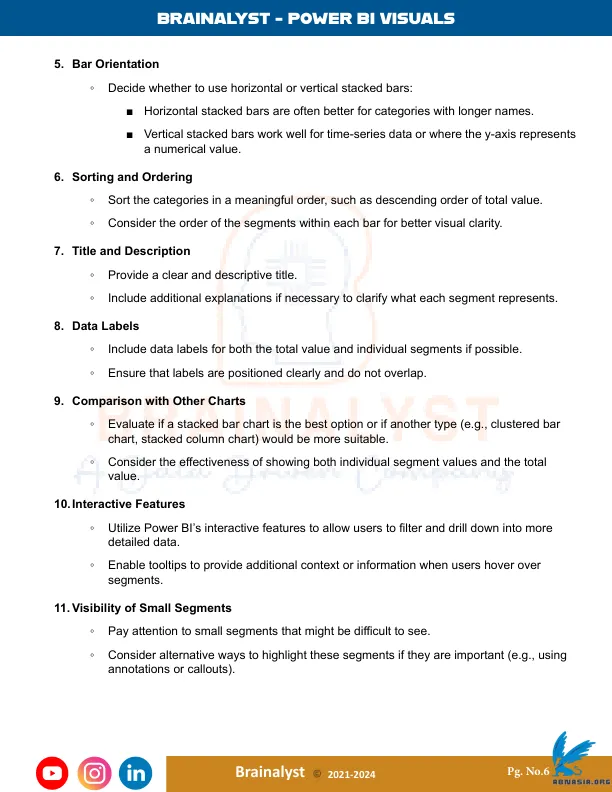 BRAINALYST - POWER BI VISUALS
5. Bar Orientation
◦ Decide whether to use horizontal or vertical stacked bars:
■ Horizontal stacked bars are often better for categories with longer names.
■ Vertical stacked bars work well for time-series data or where the y-axis represents
a numerical value.
6. Sorting and Ordering
◦ Sort the categories in a meaningful order, such as descending order of total value.
◦ Consider the order of the segments within each bar for better visual clarity.
7. Title and Description
◦ Provide a clear and descriptive title.
◦ Include additional explanations if necessary to clarify what each segment represents.
8. Data Labels
◦ Include data labels for both the total value and individual segments if possible.
◦ Ensure that labels are positioned clearly and do not overlap.
9. Comparison with Other Charts
◦ Evaluate if a stacked bar chart is the best option or if another type (e.g., clustered bar
chart, stacked column chart) would be more suitable.
BRAINALYST
◦ Consider the effectiveness of showing both individual segment values and the total
value.
A Data Driven Company
10. Interactive Features
◦ Utilize Power BI’s interactive features to allow users to filter and drill down into more
detailed data.
◦ Enable tooltips to provide additional context or information when users hover over
segments.
11. Visibility of Small Segments
◦ Pay attention to small segments that might be difficult to see.
◦ Consider alternative ways to highlight these segments if they are important (e.g., using
annotations or callouts).
in
Brainalyst © 2021-2024
Pg. No.6
ABNASIA.ORG